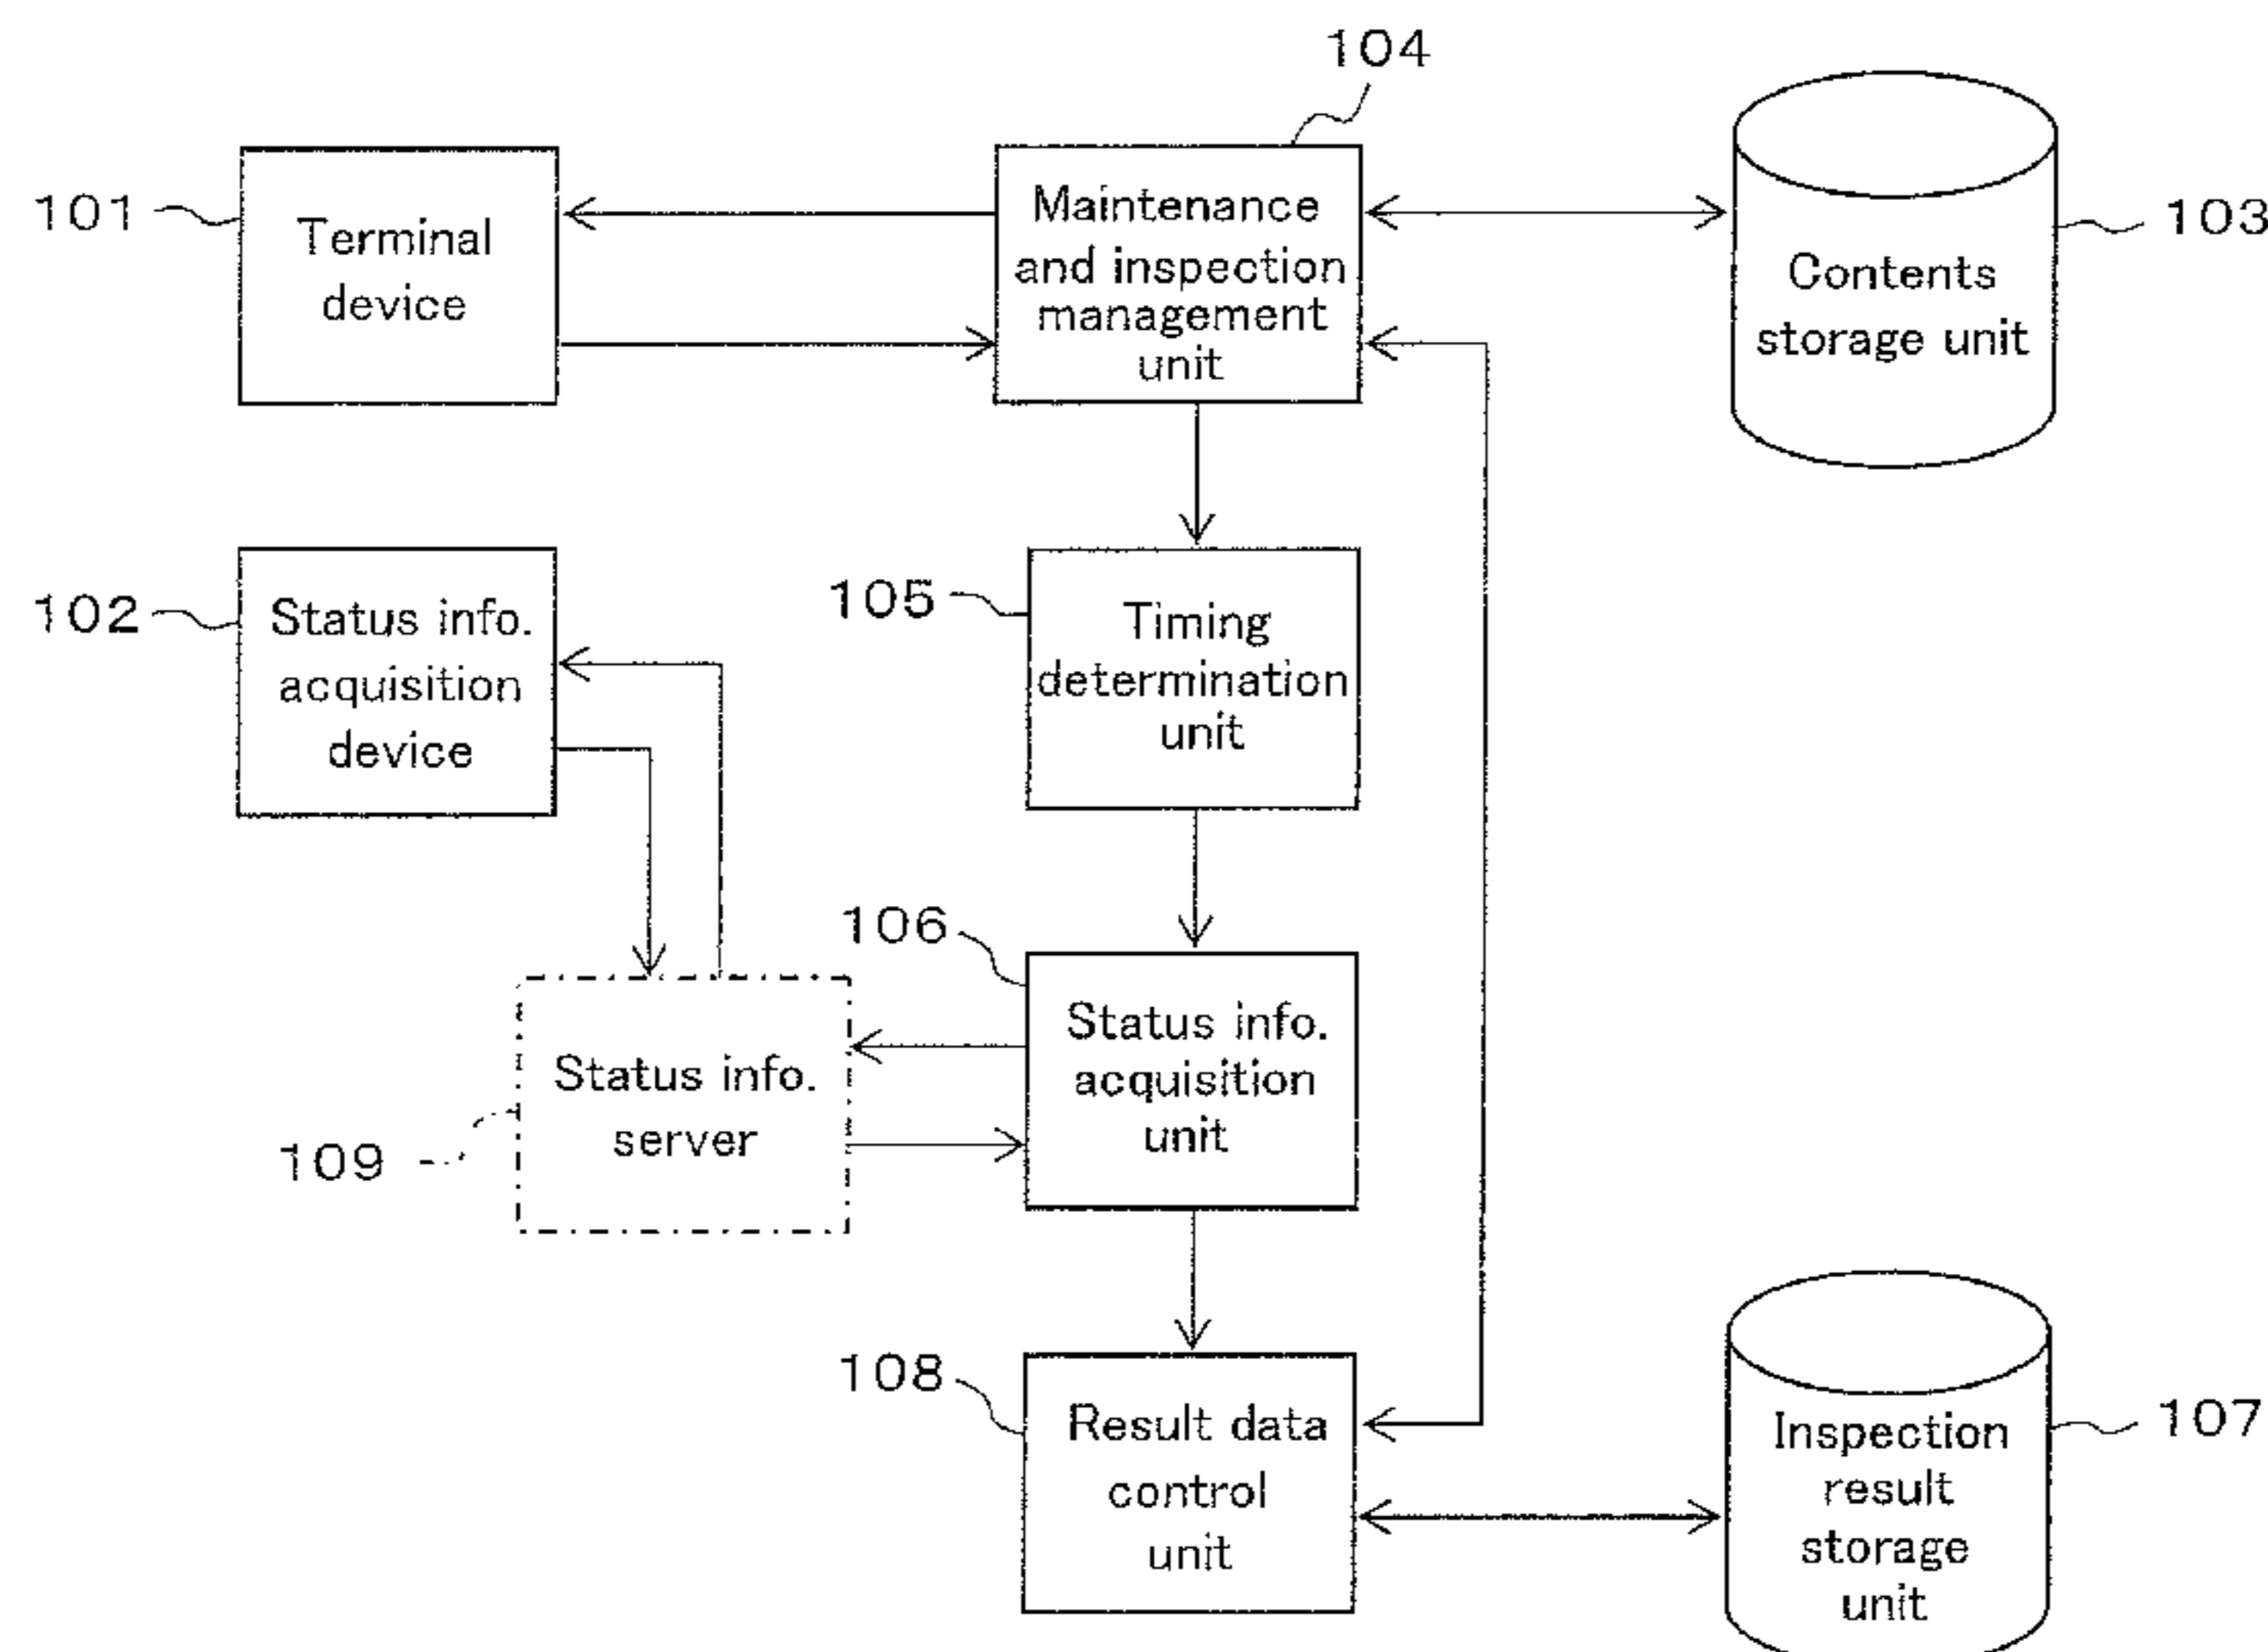 104
101
Terminal
device
Maintenance
and inspection
management
unit
103
Contents
storage unit
102
Status info.
acquisition
device
105
Timing
determination
unit
106
Status info.
acquisition
unit
109
Status info.
server
108
Result data
control
unit
107
Inspection
result
storage
unit